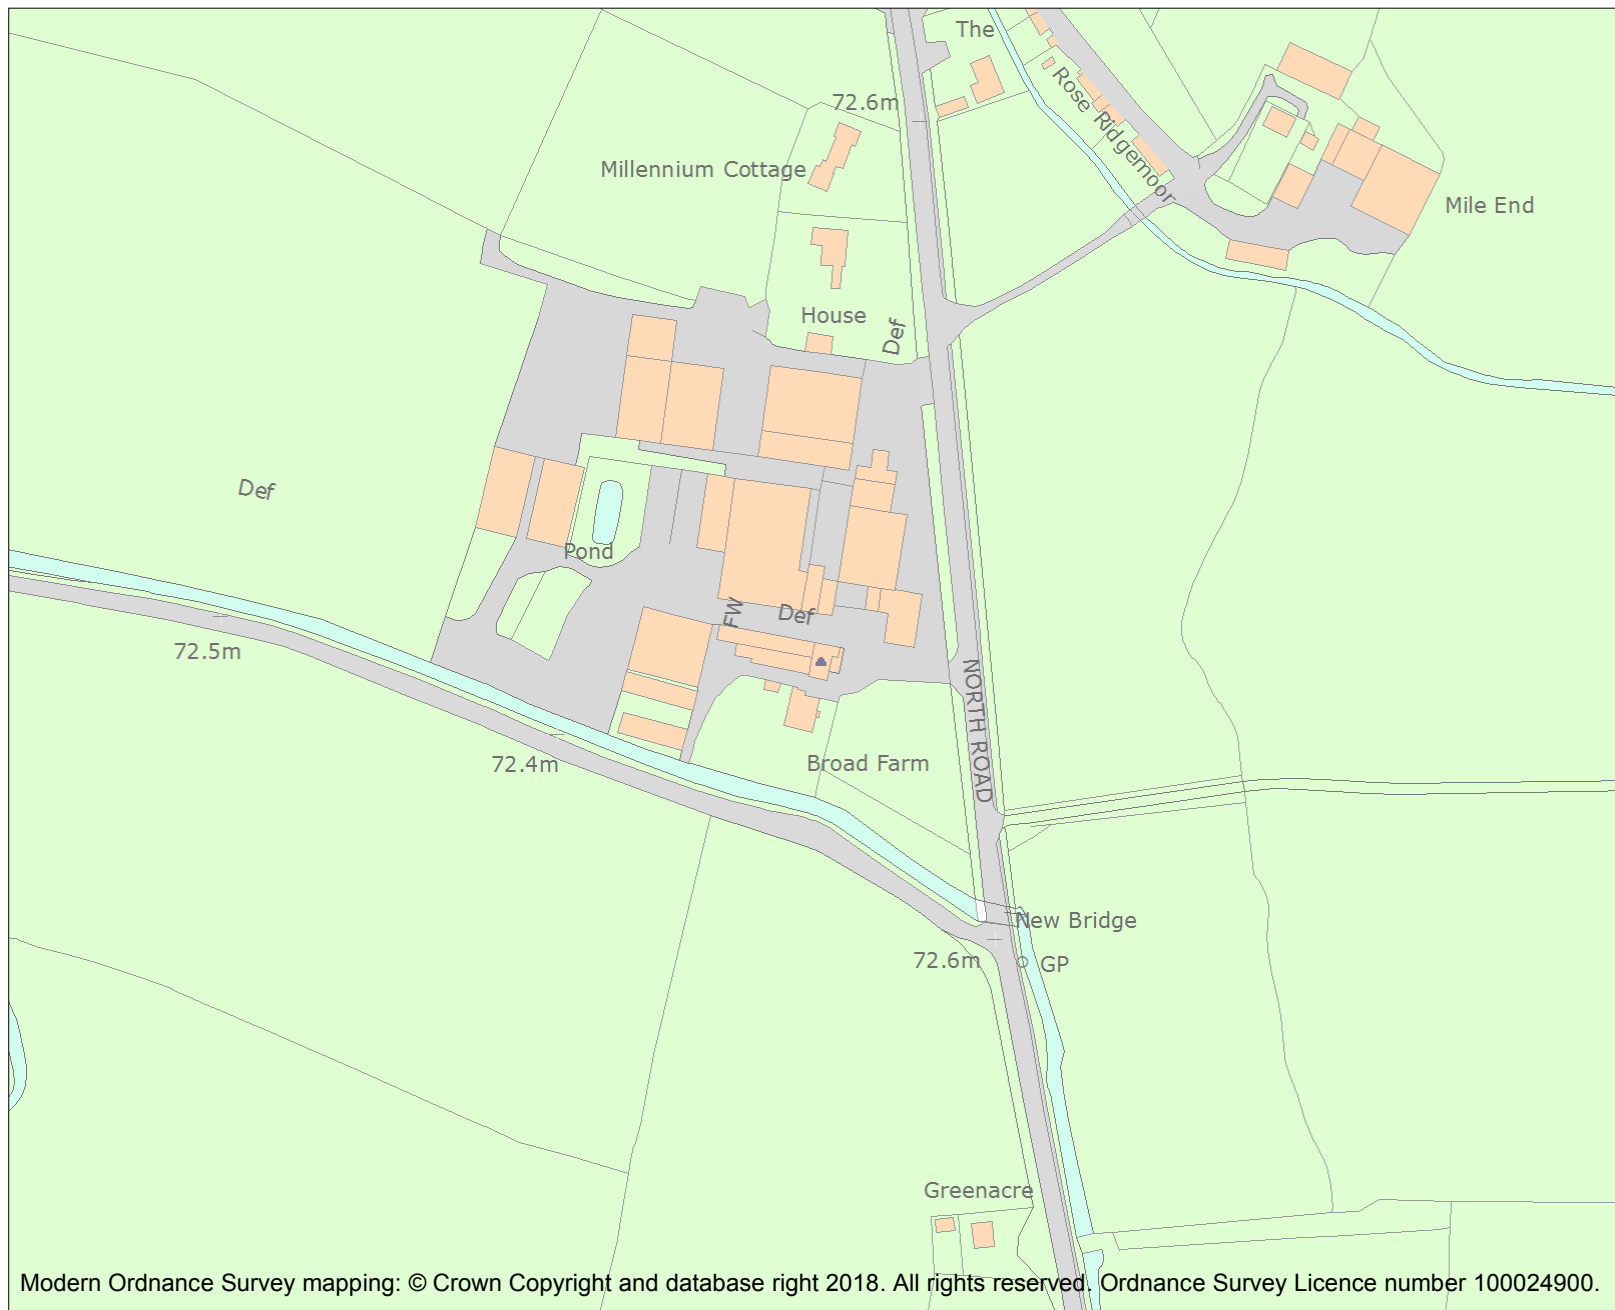 The
72.6m
Rose
Ridgemoor
Millennium Cottage
Mile End
House
Def
Def
Pond
FW
Def
72.5m
NORTH ROAD
72.4m
Broad Farm
New Bridge
72.6m
GP
Greenacre
Modern Ordnance Survey mapping: © Crown Copyright and database right 2018. All rights reserved. Ordnance Survey Licence number 100024900.